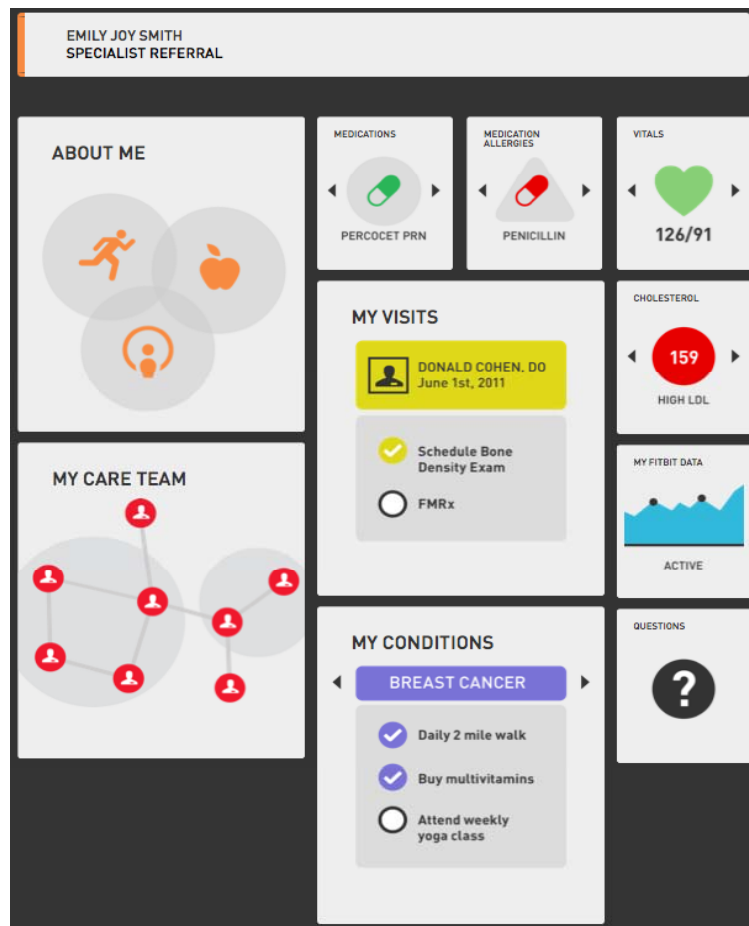 EMILY JOY SMITH
SPECIALIST REFERRAL
ABOUT ME
MEDICATIONS
PERCOCET PRN
MEDICATION
ALLERGIES
PENICILLIN
VITALS
126/91
MY VISITS
DONALD COHEN. DO
June 1st, 2011
Schedule Bone
Density Exam
FMRx
CHOLESTEROL
159
HIGH LDL
MY CARE TEAM
MY FITBIT DATA
ACTIVE
MY CONDITIONS
BREAST CANCER
Daily 2 mile walk
Buy multivitamins
Attend weekly
yoga class
QUESTIONS
?